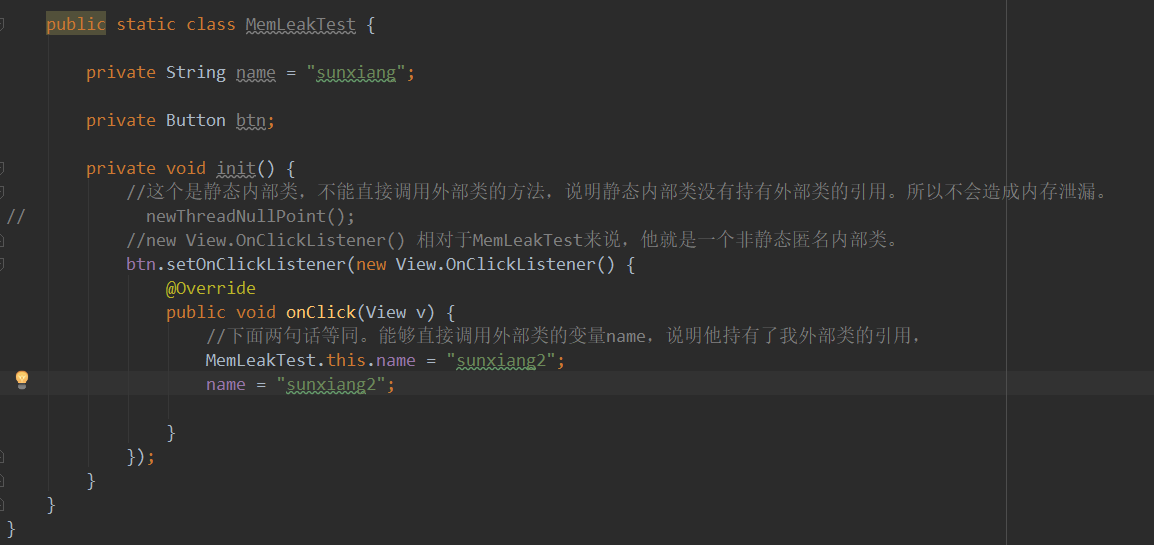 public static class MemLeakTest {
private String name = "sunxiang";
private Button btn;
private void init() {
//这个是静态内部类，不能直接调用外部类的方法，说明静态内部类没有持有外部类的引用。所以不会造成内存泄漏。
// newThreadNullPoint();
//new View.OnClickListener() 相对于MemLeakTest来说，他就是一个非静态匿名内部类。
btn.setOnClickListener(new View.OnClickListener() {
@Override
public void onClick(View v) {
//下面两句话等同。能够直接调用外部类的变量name，说明他持有了我外部类的引用，
MemLeakTest.this.name = "sunxiang2";
name = "sunxiang2";
}
});
}
}
}